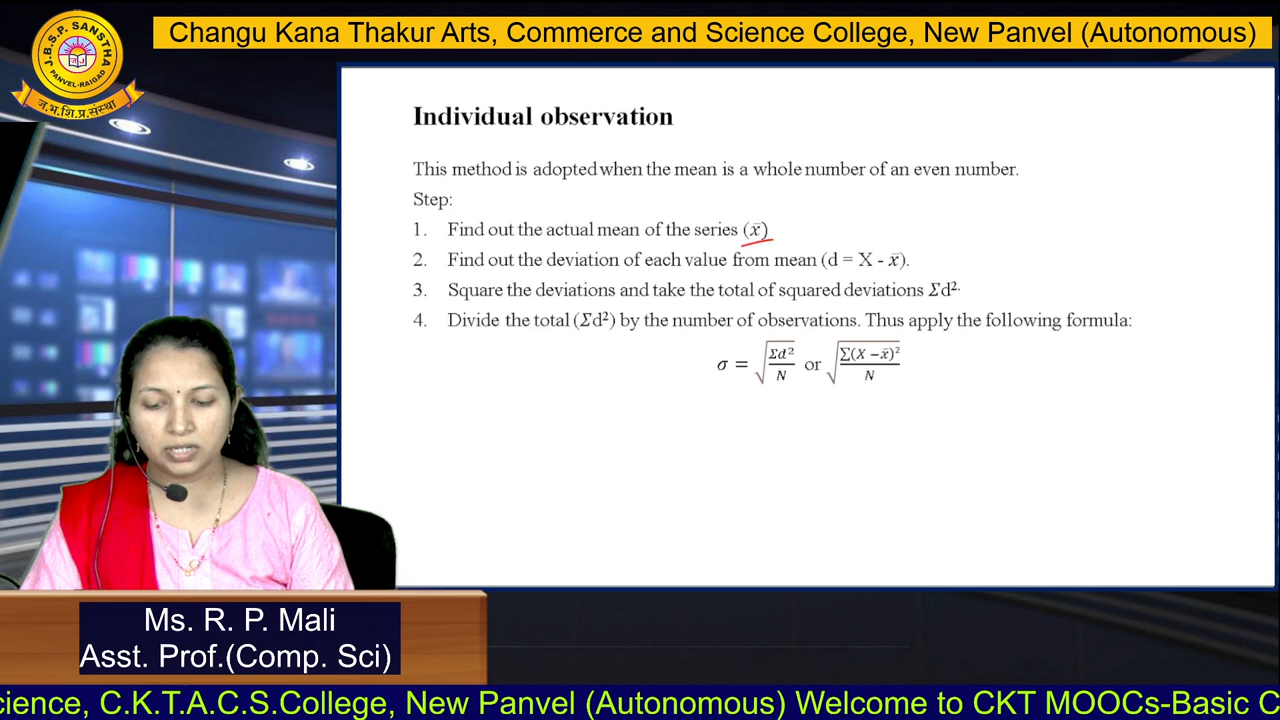 Changu Kana Thakur Arts, Commerce and Science College, New Panvel (Autonomous)
J.B.S.P. SANSTHA
PANVEL-RAIGAD
ज.भ.शि.प्र.संस्था
Individual observation
This method is adopted when the mean is a whole number of an even number.
Step:
1. Find out the actual mean of the series (x̄)
2. Find out the deviation of each value from mean (d = X - x̄).
3. Square the deviations and take the total of squared deviations Σd².
4. Divide the total (Σd²) by the number of observations. Thus apply the following formula:
σ = √(Σd²/N) or √(∑(X – x̄)²/N)
Ms. R. P. Mali
Asst. Prof.(Comp. Sci)
cience, C.K.T.A.C.S.College, New Panvel (Autonomous) Welcome to CKT MOOCs-Basic C